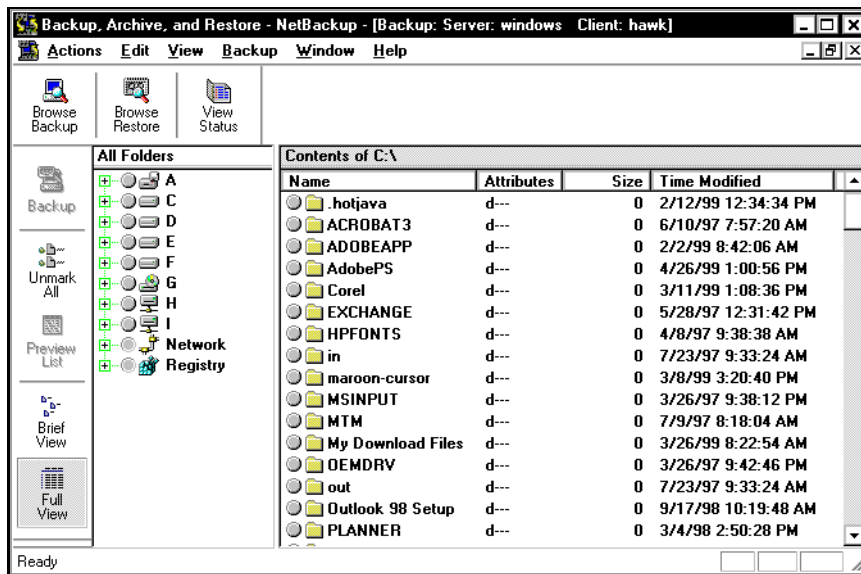 Backup, Archive, and Restore - NetBackup - [Backup: Server: windows   Client: hawk]
Actions Edit View Backup Window Help
Browse Backup
Browse Restore
View Status
Backup
Unmark All
Preview List
Brief View
Full View
All Folders
A
C
D
E
F
G
H
I
Network
Registry
Contents of C:\
Name Attributes Size Time Modified
.hotjava d--- 0 2/12/99 12:34:34 PM
ACROBAT3 d--- 0 6/10/97 7:57:20 AM
ADOBEAPP d--- 0 2/2/99 8:42:06 AM
AdobePS d--- 0 4/26/99 1:00:56 PM
Corel d--- 0 3/11/99 1:08:36 PM
EXCHANGE d--- 0 5/28/97 12:31:42 PM
HPFONTS d--- 0 4/8/97 9:38:38 AM
in d--- 0 7/23/97 9:33:24 AM
maroon-cursor d--- 0 3/8/99 3:20:40 PM
MSINPUT d--- 0 3/26/97 9:38:12 PM
MTM d--- 0 7/9/97 8:18:04 AM
My Download Files d--- 0 3/26/99 8:22:54 AM
OEMDRV d--- 0 3/26/97 9:42:46 PM
out d--- 0 7/23/97 9:33:24 AM
Outlook 98 Setup d--- 0 9/17/98 10:19:48 AM
PLANNER d--- 0 3/4/98 2:50:28 PM
Ready